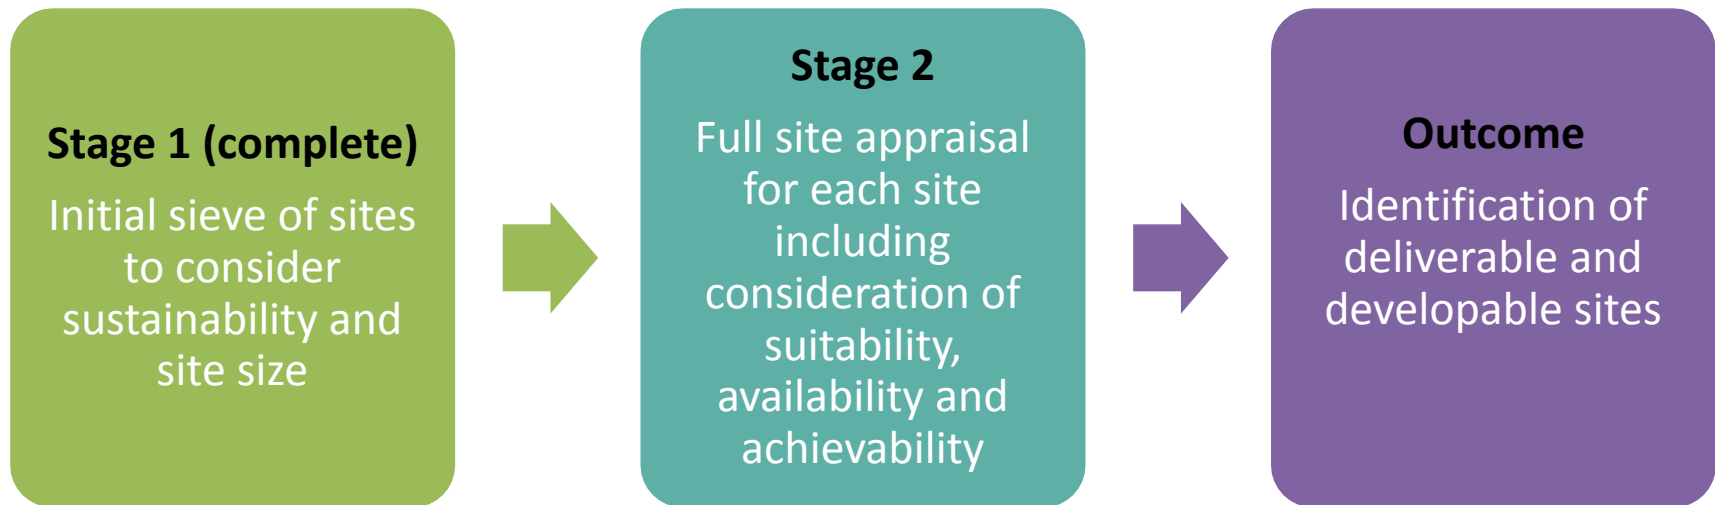 Stage 1 (complete)
Initial sieve of sites
to consider
sustainability and
site size
Stage 2
Full site appraisal
for each site
including
consideration of
suitability,
availability and
achievability
Outcome
Identification of
deliverable and
developable sites